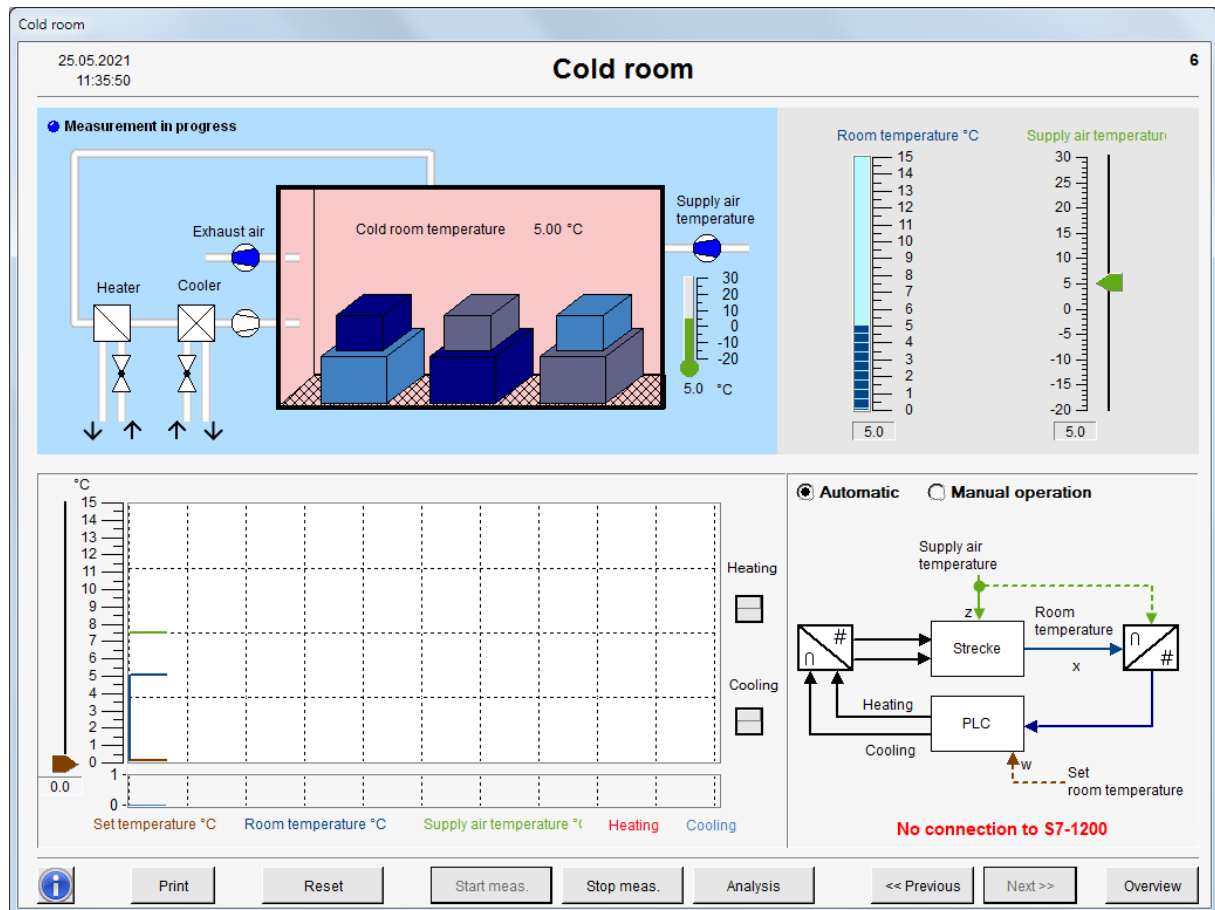 Cold room
25.05.2021
11:35:50
Cold room
6
Measurement in progress
Exhaust air
Heater
Cooler
Cold room temperature 5.00 °C
Supply air
temperature
30
20
10
0
-10
-20
5.0 °C
Room temperature °C
15
14
13
12
11
10
9
8
7
6
5
4
3
2
1
0
5.0
Supply air temperatur
30
25
20
15
10
5
0
-5
-10
-15
-20
5.0
°C
15
14
13
12
11
10
9
8
7
6
5
4
3
2
1
0
0.0
1
0
Heating
Cooling
Set temperature °C Room temperature °C Supply air temperature °( Heating Cooling
Automatic Manual operation
Supply air
temperature
z
Room
temperature
#
∩
Strecke
∩
#
x
Heating
PLC
Cooling
w
Set
room temperature
No connection to S7-1200
i
Print Reset Start meas. Stop meas. Analysis << Previous Next >> Overview